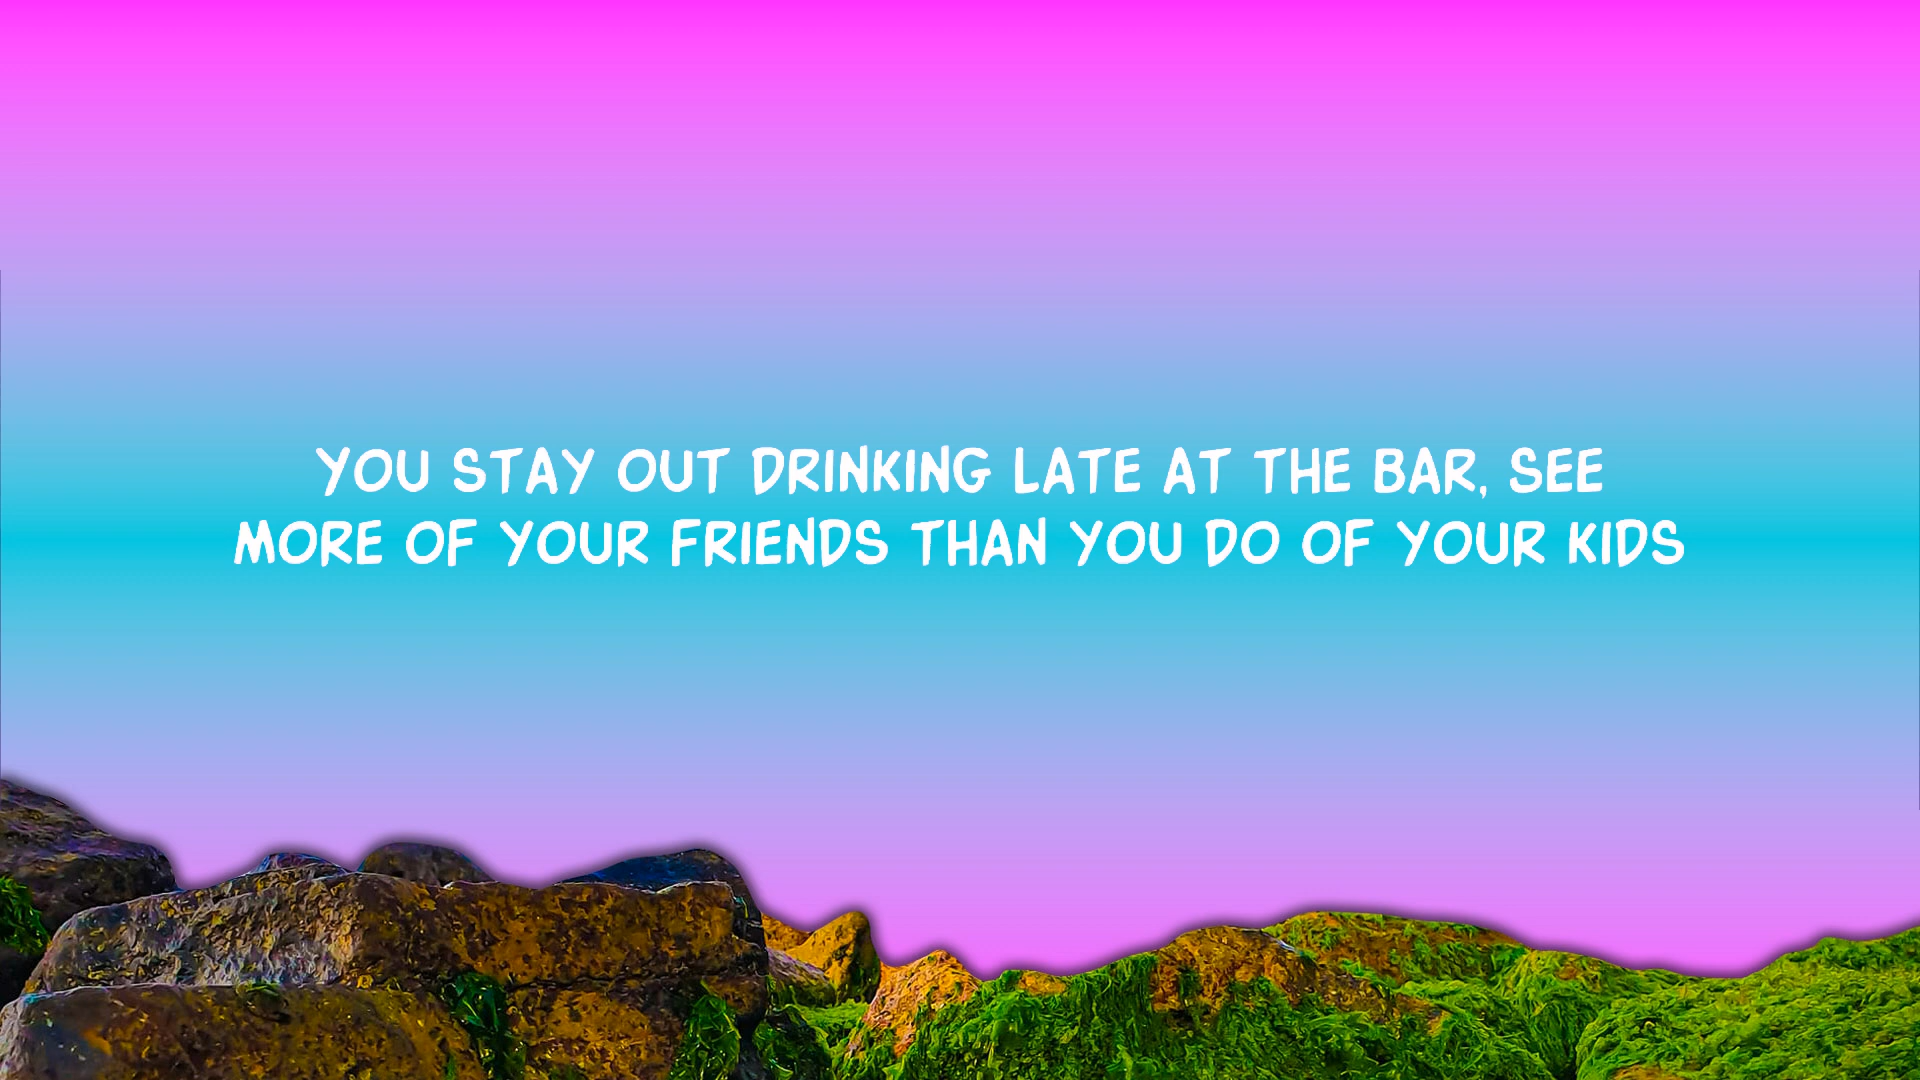 YOU STAY OUT DRINKING LATE AT THE BAR, SEE
MORE OF YOUR FRIENDS THAN YOU DO OF YOUR KIDS